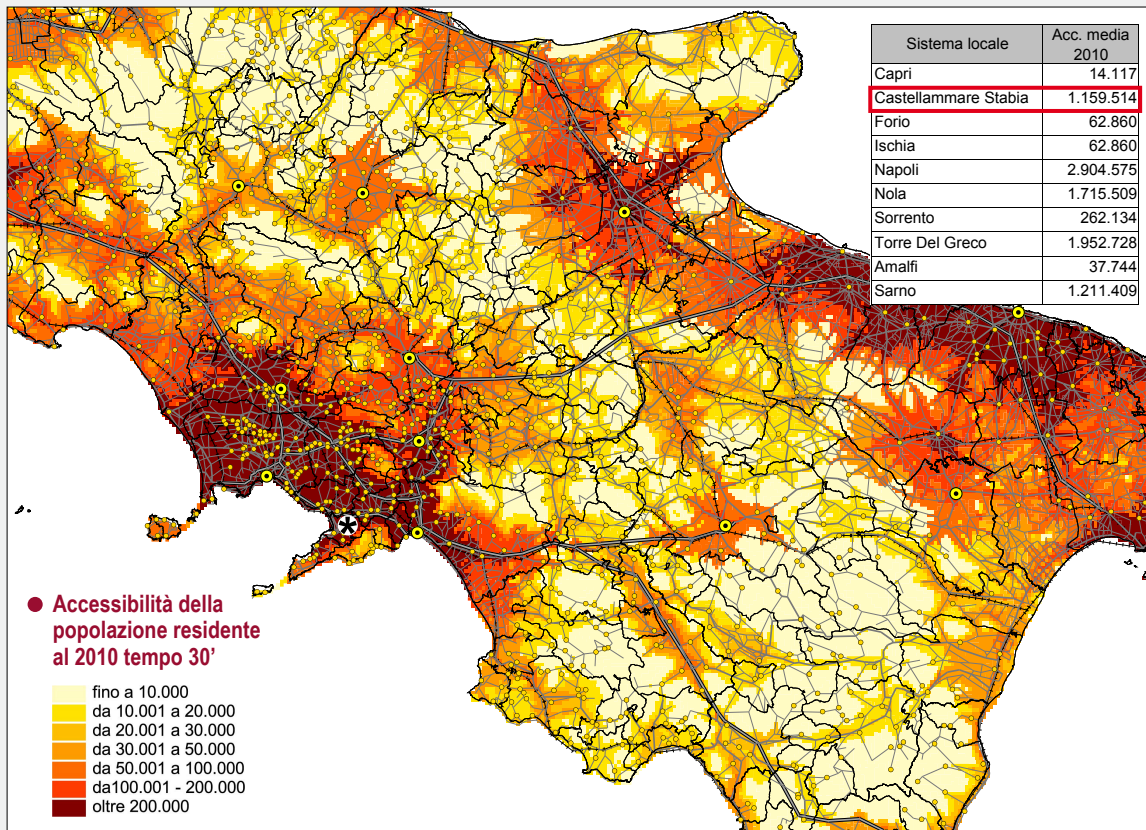 Sistema locale Acc. media 2010
Capri 14.117
Castellammare Stabia 1.159.514
Forio 62.860
Ischia 62.860
Napoli 2.904.575
Nola 1.715.509
Sorrento 262.134
Torre Del Greco 1.952.728
Amalfi 37.744
Sarno 1.211.409
Accessibilità della
popolazione residente
al 2010 tempo 30’
fino a 10.000
da 10.001 a 20.000
da 20.001 a 30.000
da 30.001 a 50.000
da 50.001 a 100.000
da100.001 - 200.000
oltre 200.000